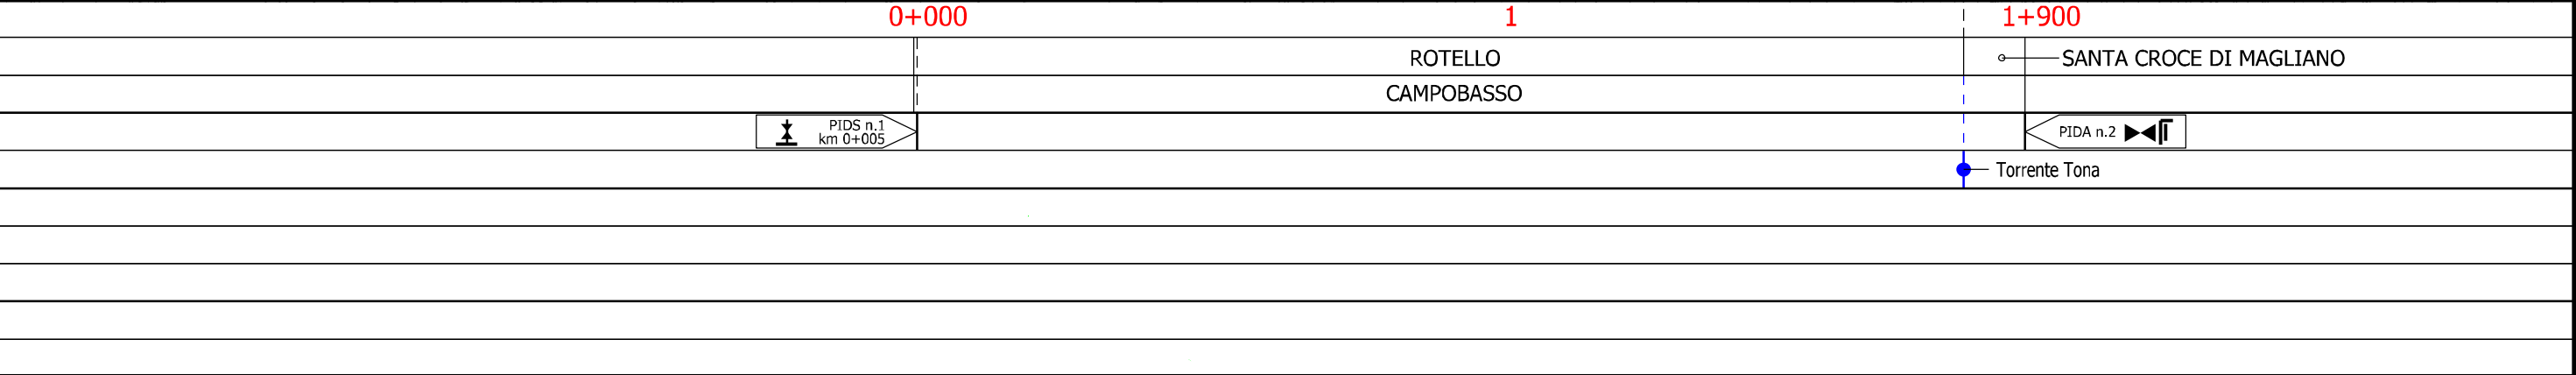 0+000 1 1+900
ROTELLO SANTA CROCE DI MAGLIANO
CAMPOBASSO
PIDS n.1
km 0+005
PIDA n.2
Torrente Tona